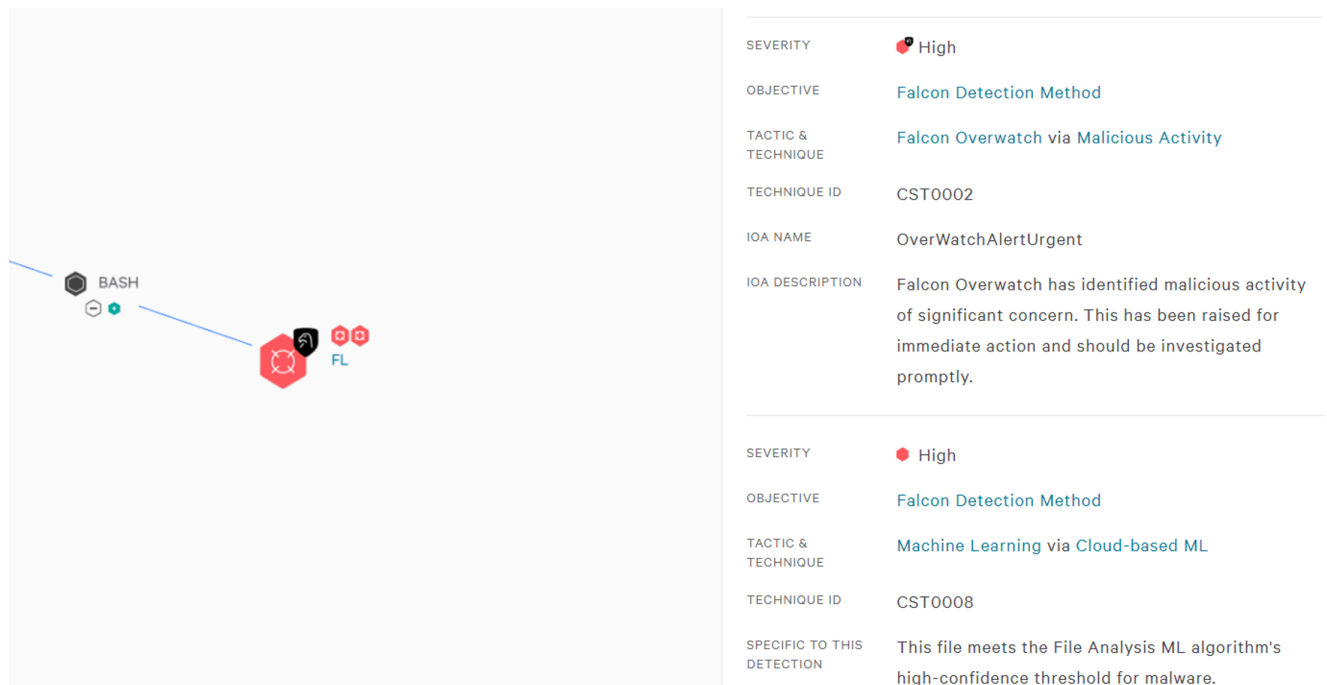 BASH
FL
SEVERITY
High
OBJECTIVE
Falcon Detection Method
TACTIC &
TECHNIQUE
Falcon Overwatch via Malicious Activity
TECHNIQUE ID
CST0002
IOA NAME
OverWatchAlertUrgent
IOA DESCRIPTION
Falcon Overwatch has identified malicious activity
of significant concern. This has been raised for
immediate action and should be investigated
promptly.
SEVERITY
High
OBJECTIVE
Falcon Detection Method
TACTIC &
TECHNIQUE
Machine Learning via Cloud-based ML
TECHNIQUE ID
CST0008
SPECIFIC TO THIS
DETECTION
This file meets the File Analysis ML algorithm's
high-confidence threshold for malware.